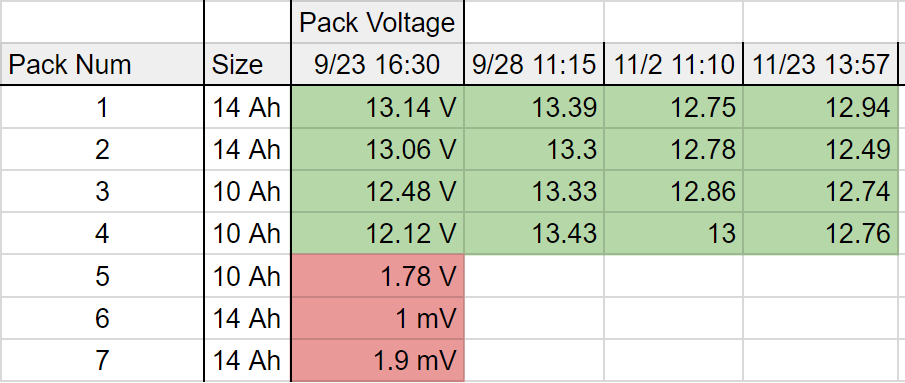 Pack Voltage
Pack Num Size 9/23 16:30 9/28 11:15 11/2 11:10 11/23 13:57
1 14 Ah 13.14 V 13.39 12.75 12.94
2 14 Ah 13.06 V 13.3 12.78 12.49
3 10 Ah 12.48 V 13.33 12.86 12.74
4 10 Ah 12.12 V 13.43 13 12.76
5 10 Ah 1.78 V
6 14 Ah 1 mV
7 14 Ah 1.9 mV